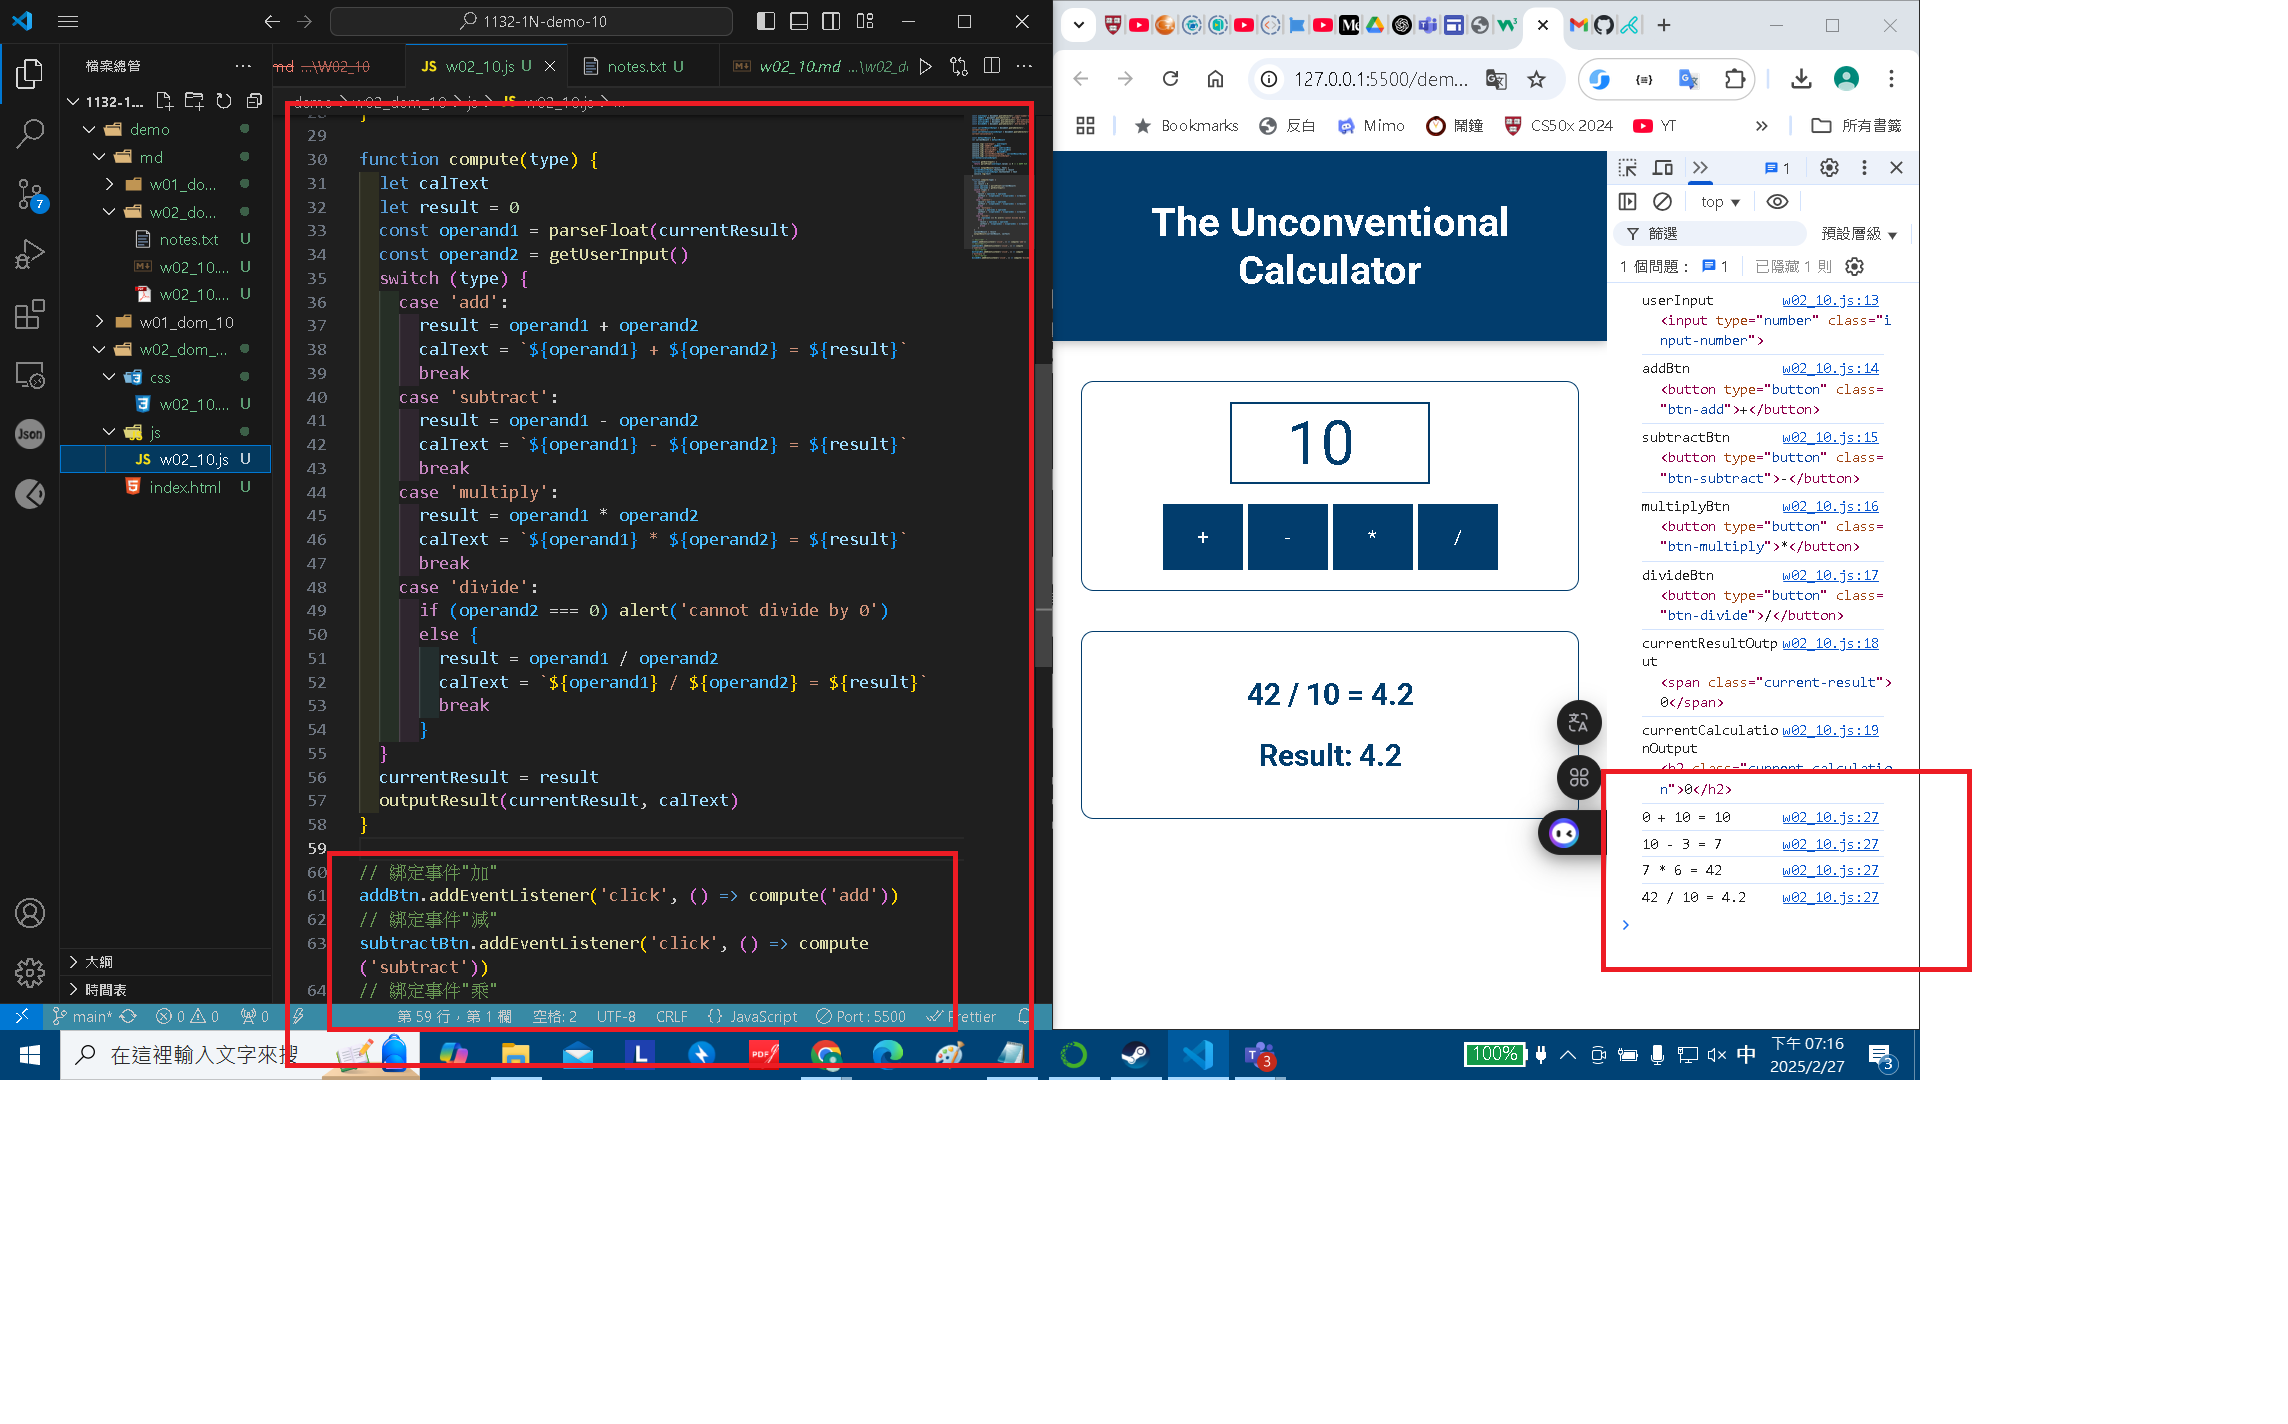 1132-1N-demo-10
檔案總管
md ...\W02_10
JS w02_10.js U
notes.txt U
w02_10.md ...\w02_d
1132-1...
demo
md
w01_do...
w02_do...
notes.txt U
w02_10.... U
w02_10.... U
w01_dom_10
w02_dom_...
css
w02_10.... U
js
JS w02_10.js U
index.html U
大綱
時間表
Json
7
demo > w02_dom_10 > js > JS w02_10.js > ...
28 }
29
30 function compute(type) {
31 let calText
32 let result = 0
33 const operand1 = parseFloat(currentResult)
34 const operand2 = getUserInput()
35 switch (type) {
36 case 'add':
37 result = operand1 + operand2
38 calText = `${operand1} + ${operand2} = ${result}`
39 break
40 case 'subtract':
41 result = operand1 - operand2
42 calText = `${operand1} - ${operand2} = ${result}`
43 break
44 case 'multiply':
45 result = operand1 * operand2
46 calText = `${operand1} * ${operand2} = ${result}`
47 break
48 case 'divide':
49 if (operand2 === 0) alert('cannot divide by 0')
50 else {
51 result = operand1 / operand2
52 calText = `${operand1} / ${operand2} = ${result}`
53 break
54 }
55 }
56 currentResult = result
57 outputResult(currentResult, calText)
58 }
59
60 // 綁定事件"加"
61 addBtn.addEventListener('click', () => compute('add'))
62 // 綁定事件"減"
63 subtractBtn.addEventListener('click', () => compute
('subtract'))
64 // 綁定事件"乘"
main* 0 0 0
第 59 行，第 1 欄 空格: 2 UTF-8 CRLF {} JavaScript Port : 5500 Prettier
127.0.0.1:5500/dem...
Bookmarks 反白 Mimo 鬧鐘 CS50x 2024 YT » 所有書籤
The Unconventional
Calculator
10
+ - * /
42 / 10 = 4.2
Result: 4.2
1
top
篩選 預設層級
1 個問題： 1 已隱藏 1 則
userInput w02_10.js:13
<input type="number" class="i
nput-number">
addBtn w02_10.js:14
<button type="button" class=
"btn-add">+</button>
subtractBtn w02_10.js:15
<button type="button" class=
"btn-subtract">-</button>
multiplyBtn w02_10.js:16
<button type="button" class=
"btn-multiply">*</button>
divideBtn w02_10.js:17
<button type="button" class=
"btn-divide">/</button>
currentResultOutp w02_10.js:18
ut
<span class="current-result">
0</span>
currentCalculatio w02_10.js:19
nOutput
<h2 class="current-calculatio
n">0</h2>
0 + 10 = 10 w02_10.js:27
10 - 3 = 7 w02_10.js:27
7 * 6 = 42 w02_10.js:27
42 / 10 = 4.2 w02_10.js:27
在這裡輸入文字來搜
L
PDF
3
100%
中
下午 07:16
2025/2/27
3